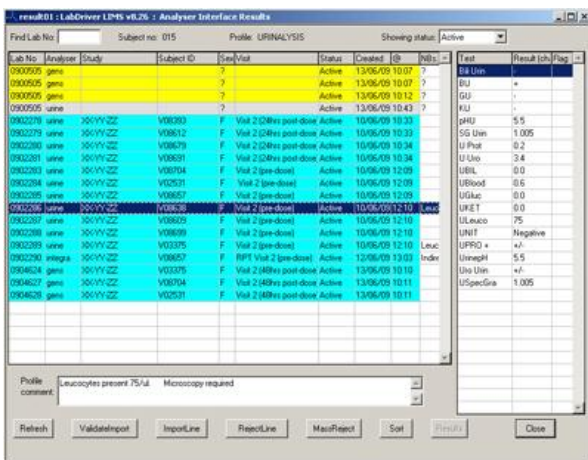 result01 : LabDriver LIMS v8.26 : Analyser Interface Results
Find Lab No: Subject no: 015 Profile: URINALYSIS Showing status: Active
Lab No Analyser Study Subject ID Sex Visit Status Created @ NBs
0900505 gens ? Active 13/06/09 10:07 ?
0900505 gens ? Active 13/06/09 10:07 ?
0900505 gens ? Active 13/06/09 10:12 ?
0900505 urine ? Active 13/06/09 10:43 ?
0902278 urine XX-YY-ZZ V08393 F Visit 2 (24hrs post-dose Active 10/06/09 10:33
0902279 urine XX-YY-ZZ V08612 F Visit 2 (24hrs post-dose Active 10/06/09 10:33
0902280 urine XX-YY-ZZ V08679 F Visit 2 (24hrs post-dose Active 10/06/09 10:34
0902281 urine XX-YY-ZZ V08691 F Visit 2 (24hrs post-dose Active 10/06/09 10:34
0902283 urine XX-YY-ZZ V08704 F Visit 2 (pre-dose) Active 10/06/09 12:09
0902284 urine XX-YY-ZZ V02531 F Visit 2 (pre-dose) Active 10/06/09 12:09
0902285 urine XX-YY-ZZ V08657 F Visit 2 (pre-dose) Active 10/06/09 12:09
0902286 urine XX-YY-ZZ V08638 F Visit 2 (pre-dose) Active 10/06/09 12:10 Leuc
0902287 urine XX-YY-ZZ V08609 F Visit 2 (pre-dose) Active 10/06/09 12:10
0902288 urine XX-YY-ZZ V08699 F Visit 2 (pre-dose) Active 10/06/09 12:10
0902289 urine XX-YY-ZZ V03375 F Visit 2 (pre-dose) Active 10/06/09 12:10 Leuc
0902290 integra XX-YY-ZZ V08657 F RPT Visit 2 (pre-dose) Active 12/06/09 13:03 Indic
0904624 gens XX-YY-ZZ V03375 F Visit 2 (48hrs post-dose Active 13/06/09 10:10
0904627 gens XX-YY-ZZ V08704 F Visit 2 (48hrs post-dose Active 13/06/09 10:11
0904628 gens XX-YY-ZZ V02531 F Visit 2 (48hrs post-dose Active 13/06/09 10:11
Test Result (ch Flag
Bili Urin -
BU +
GU -
KU -
pHU 5.5
SG Urin 1.005
U Prot 0.2
U Uro 3.4
UBIL 0.0
UBlood 0.6
UGluc 0.0
UKET 0.0
ULeuco 75
UNIT Negative
UPRO + +/-
UrinepH 5.5
Uro Urin +/-
USpecGra 1.005
Profile comment: Leucocytes present 75/ul. Microscopy required
Refresh ValidateImport ImportLine RejectLine MassReject Sort Results Close